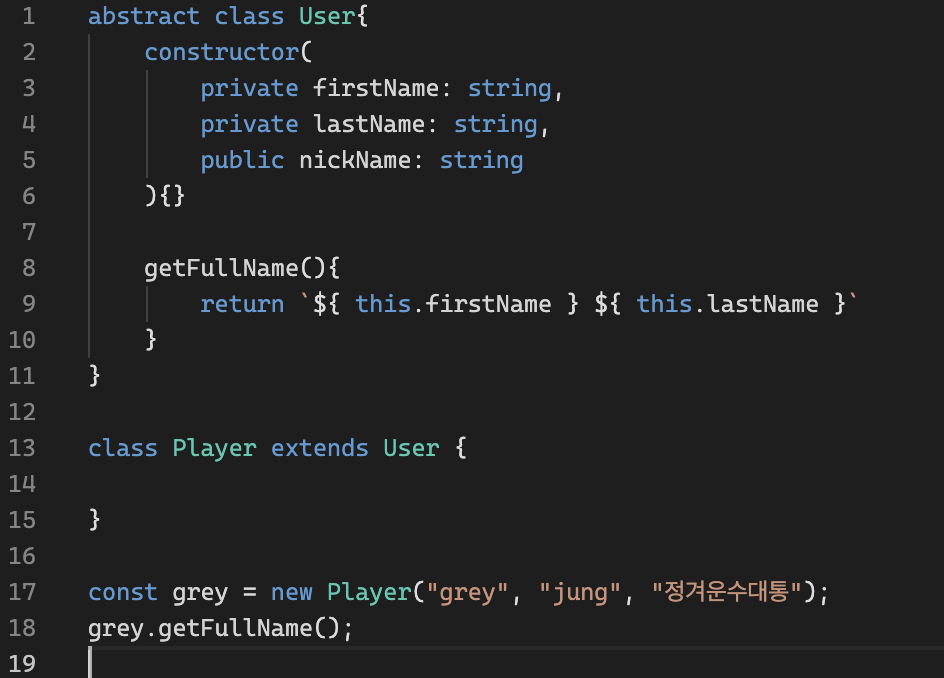 1 abstract class User{
2 constructor(
3 private firstName: string,
4 private lastName: string,
5 public nickName: string
6 ){}
7
8 getFullName(){
9 return `${ this.firstName } ${ this.lastName }`
10 }
11 }
12
13 class Player extends User {
14
15 }
16
17 const grey = new Player("grey", "jung", "정겨운수대통");
18 grey.getFullName();
19